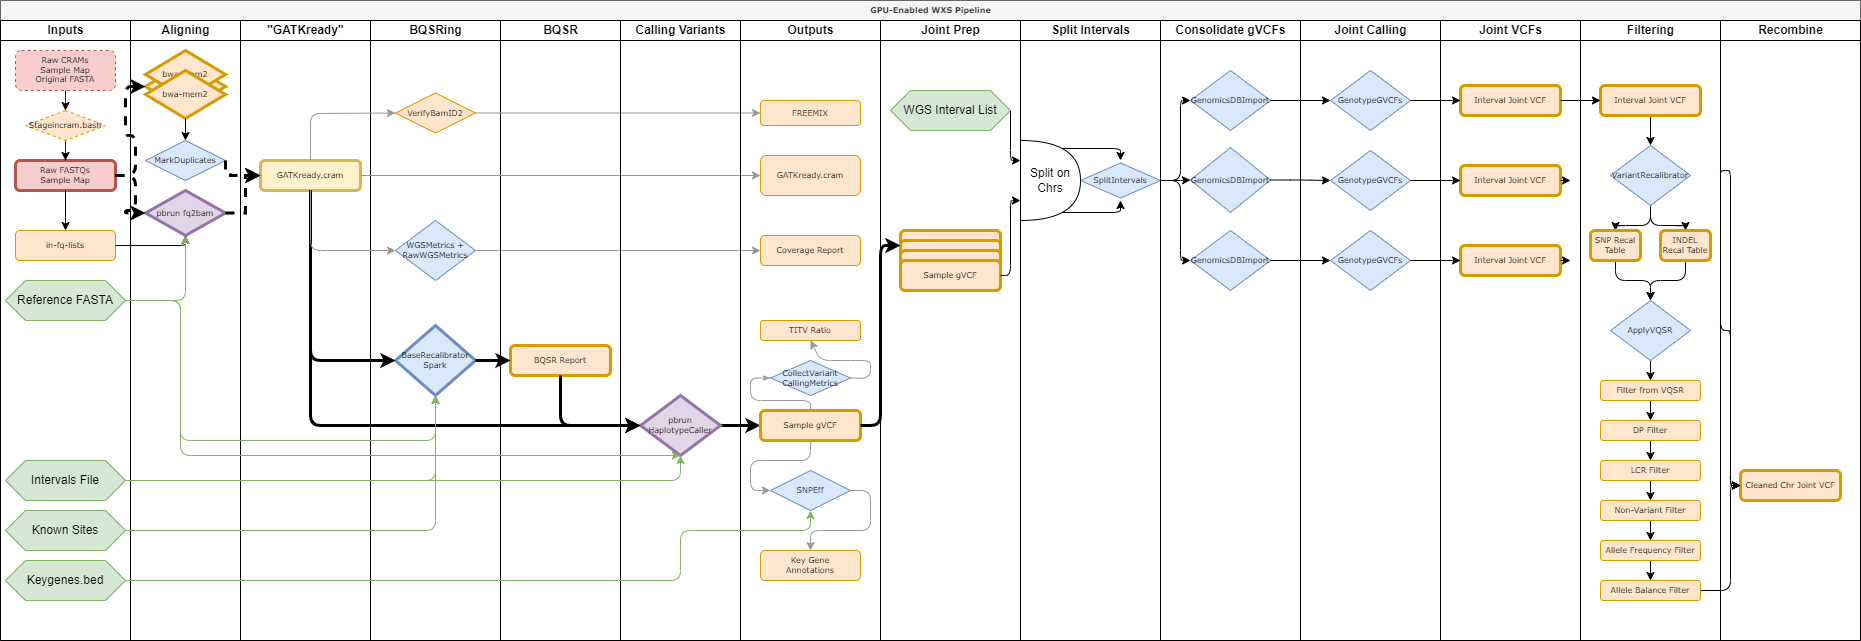 GPU-Enabled WXS Pipeline
Inputs
Aligning
"GATKready"
BQSRing
BQSR
Calling Variants
Outputs
Joint Prep
Split Intervals
Consolidate gVCFs
Joint Calling
Joint VCFs
Filtering
Recombine
Raw CRAMs
Sample Map
Original FASTA
Stageincram.bash
Raw FASTQs
Sample Map
in-fq-lists
Reference FASTA
Intervals File
Known Sites
Keygenes.bed
bwa-mem2
bwa-mem2
MarkDuplicates
pbrun fq2bam
GATKready.cram
VerifyBamID2
WGSMetrics +
RawWGSMetrics
BaseRecalibrator
Spark
BQSR Report
pbrun
HaplotypeCaller
FREEMIX
GATKready.cram
Coverage Report
TITV Ratio
CollectVariant
CallingMetrics
Sample gVCF
SNPEff
Key Gene
Annotations
WGS Interval List
Sample gVCF
Split on
Chrs
SplitIntervals
GenomicsDBImport
GenomicsDBImport
GenomicsDBImport
GenotypeGVCFs
GenotypeGVCFs
GenotypeGVCFs
Interval Joint VCF
Interval Joint VCF
Interval Joint VCF
Interval Joint VCF
VariantRecalibrator
SNP Recal
Table
INDEL
Recal Table
ApplyVQSR
Filter from VQSR
DP Filter
LCR Filter
Non-Variant Filter
Allele Frequency Filter
Allele Balance Filter
Cleaned Chr Joint VCF